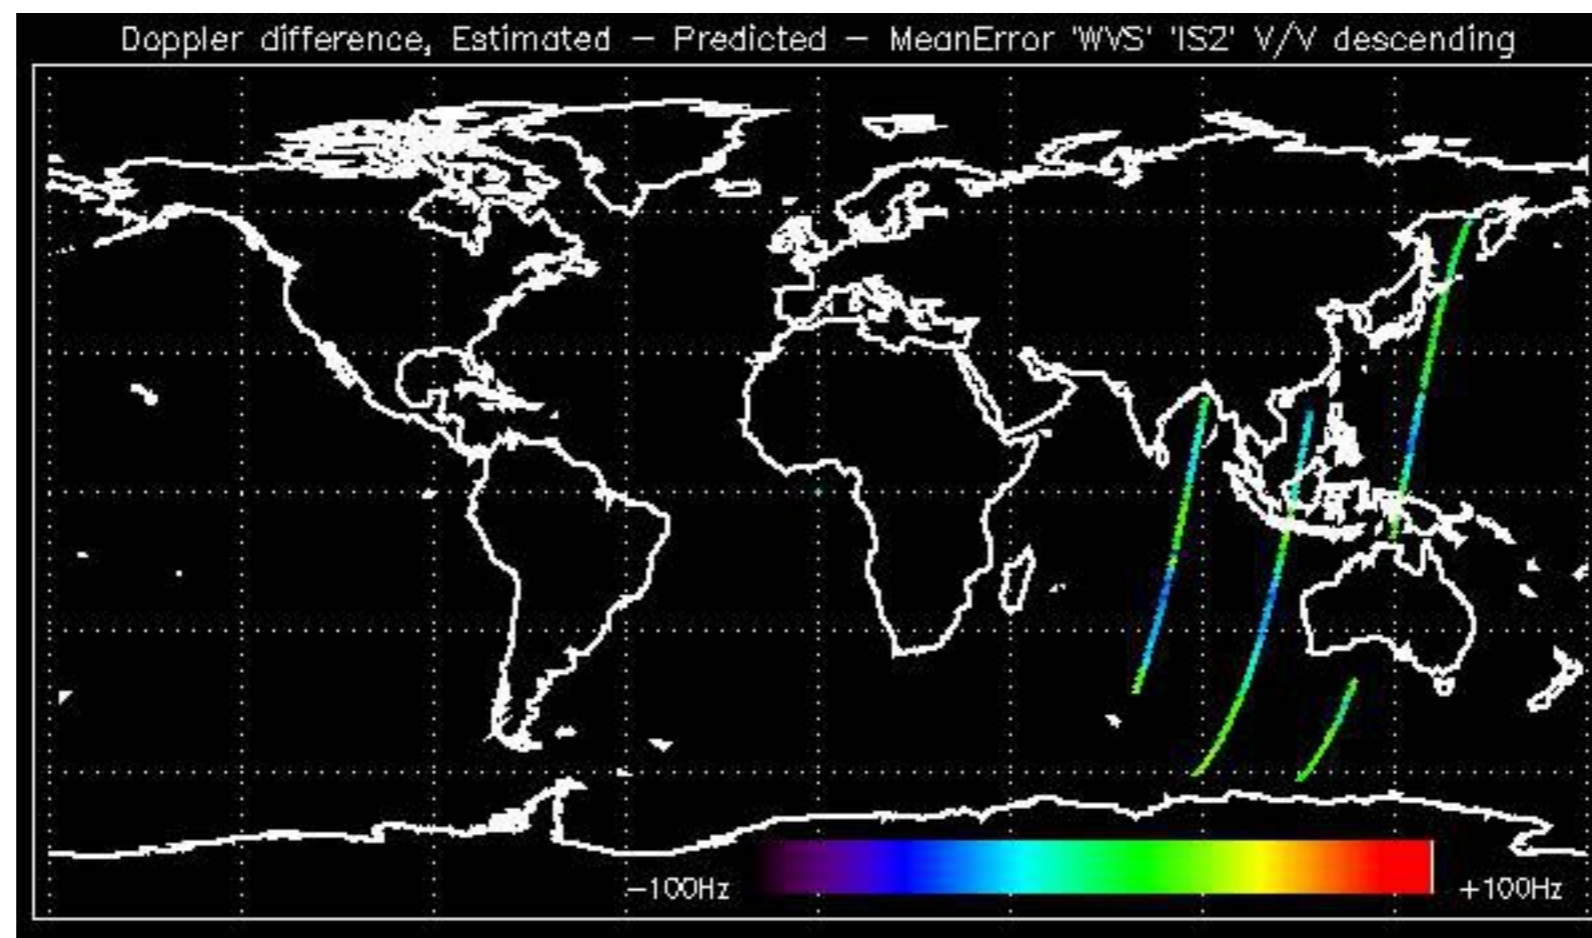 Doppler difference, Estimated – Predicted – MeanError 'WVS' 'IS2' V/V descending
–100Hz
+100Hz